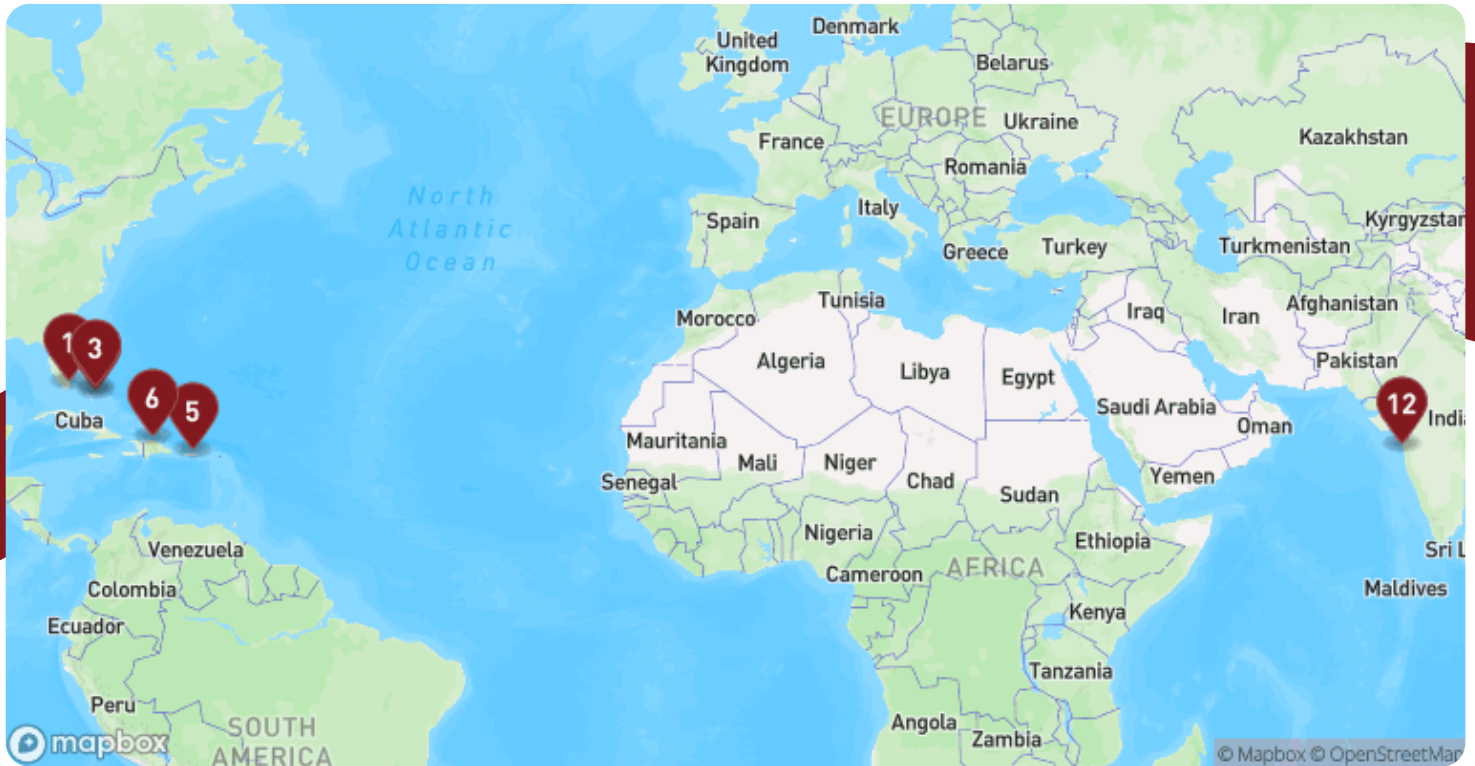 Denmark
United
Kingdom
Belarus
EUROPE
Ukraine
France
Kazakhstan
Romania
North
Atlantic
Ocean
Spain
Italy
Kyrgyzstan
Greece
Turkey
Turkmenistan
Tunisia
Morocco
Iraq
Iran
Afghanistan
1
3
Algeria
Libya
Egypt
Pakistan
6
5
12
Cuba
Saudi Arabia
Oman
India
Mauritania
Mali
Niger
Chad
Yemen
Senegal
Sudan
Nigeria
Ethiopia
Venezuela
Sri L
Cameroon
AFRICA
Colombia
Maldives
Ecuador
Kenya
Tanzania
Peru
Angola
Zambia
SOUTH
AMERICA
mapbox
© Mapbox © OpenStreetMap